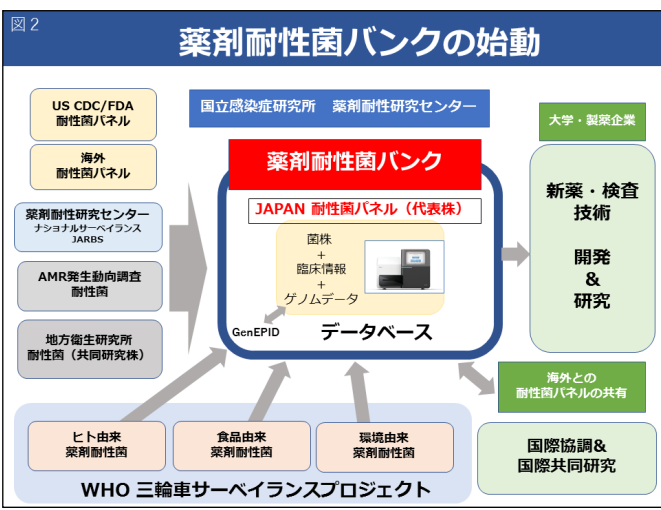 図2
薬剤耐性菌バンクの始動
US CDC/FDA
耐性菌パネル
海外
耐性菌パネル
薬剤耐性研究センター
ナショナルサーベイランス
JARBS
AMR発生動向調査
耐性菌
地方衛生研究所
耐性菌（共同研究株）
国立感染症研究所　薬剤耐性研究センター
薬剤耐性菌バンク
JAPAN 耐性菌パネル（代表株）
菌株
+
臨床情報
+
ゲノムデータ
GenEPID
データベース
大学・製薬企業
新薬・検査
技術
開発
&
研究
海外との
耐性菌パネルの共有
国際協調&
国際共同研究
ヒト由来
薬剤耐性菌
食品由来
薬剤耐性菌
環境由来
薬剤耐性菌
WHO 三輪車サーベイランスプロジェクト